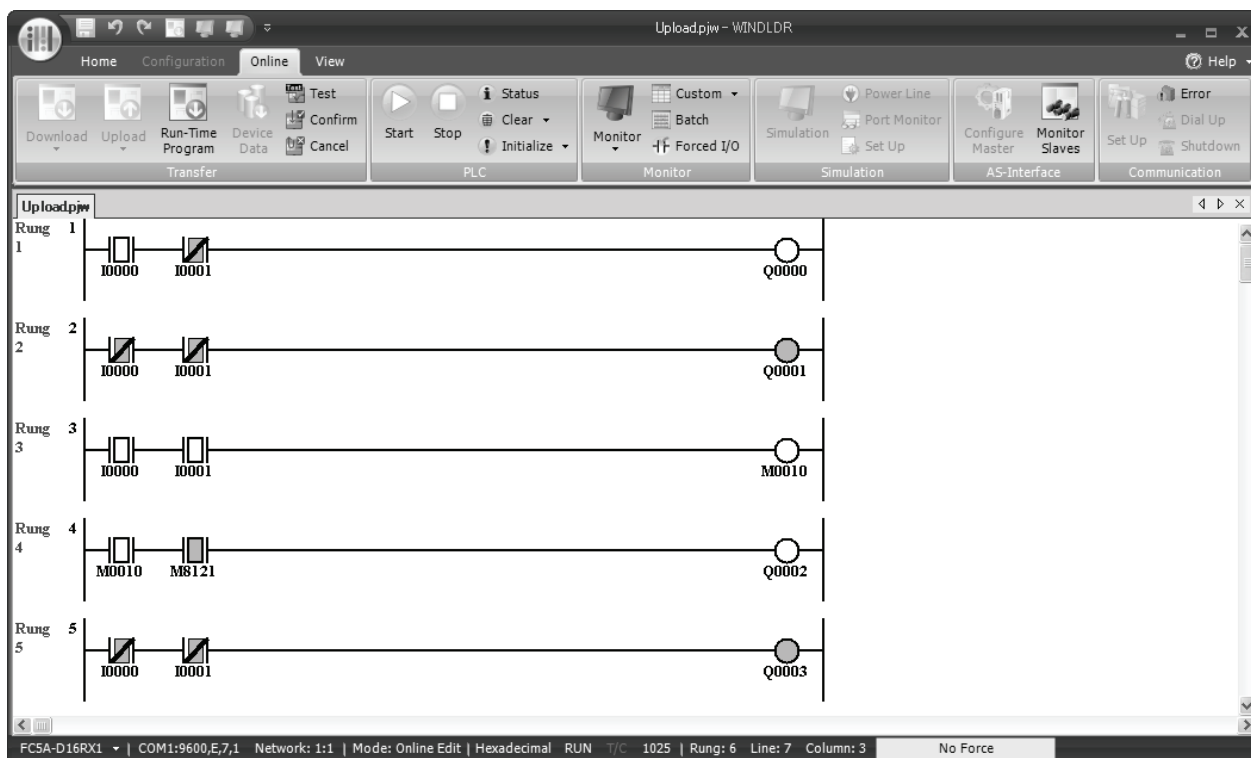 Upload.pjw - WINDLDR
Home Configuration Online View Help
Download Upload Run-Time Program Device Data Test Confirm Cancel
Transfer
Start Stop Status Clear Initialize
PLC
Monitor Custom Batch Forced I/O
Monitor
Simulation Power Line Port Monitor Set Up
Simulation
Configure Master Monitor Slaves
AS-Interface
Set Up Error Dial Up Shutdown
Communication
Upload.pjw
Rung 1
1
I0000 I0001 Q0000
Rung 2
2
I0000 I0001 Q0001
Rung 3
3
I0000 I0001 M0010
Rung 4
4
M0010 M8121 Q0002
Rung 5
5
I0000 I0001 Q0003
FC5A-D16RX1 | COM1:9600,E,7,1 Network: 1:1 | Mode: Online Edit | Hexadecimal RUN T/C 1025 | Rung: 6 Line: 7 Column: 3 No Force